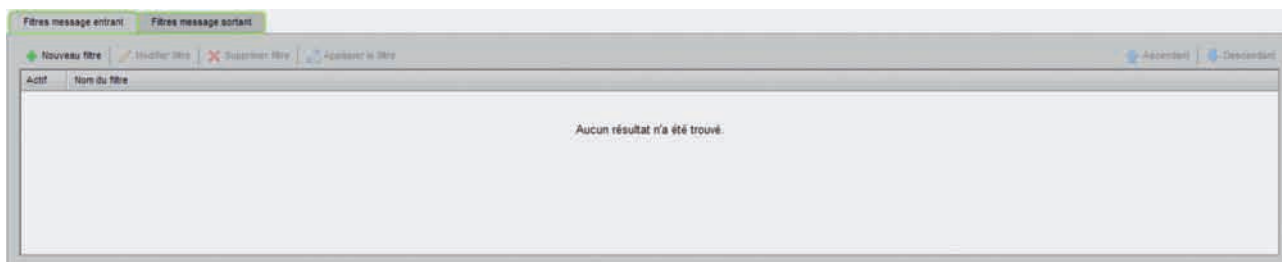 Filtres message entrant Filtres message sortant
Nouveau filtre Modifier filtre Supprimer filtre Appliquer le filtre Ascendant Descendant
Actif Nom du filtre
Aucun résultat n'a été trouvé.